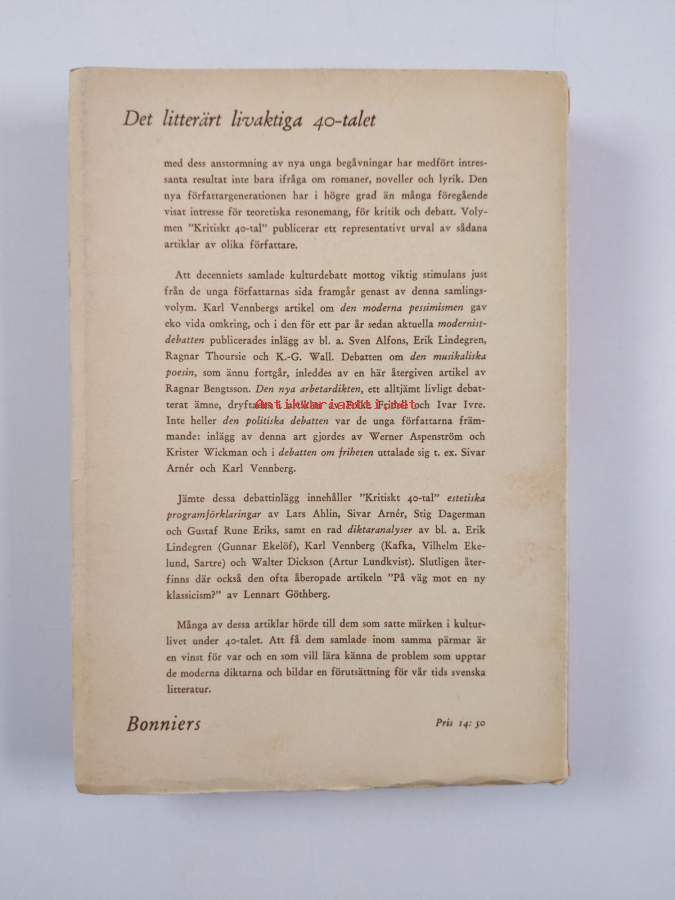 Det litterärt livaktiga 40-talet
med dess anstormning av nya unga begåvningar har medfört intres-
santa resultat inte bara ifråga om romaner, noveller och lyrik. Den
nya författargenerationen har i högre grad än många föregående
visat intresse för teoretiska resonemang, för kritik och debatt. Voly-
men "Kritiskt 40-tal" publicerar ett representativt urval av sådana
artiklar av olika författare.
Att decenniets samlade kulturdebatt mottog viktig stimulans just
från de unga författarnas sida framgår genast av denna samlings-
volym. Karl Vennbergs artikel om den moderna pessimismen gav
eko vida omkring, och i den för ett par år sedan aktuella modernist-
debatten publicerades inlägg av bl. a. Sven Alfons, Erik Lindegren,
Ragnar Thoursie och K.-G. Wall. Debatten om den musikaliska
poesin, som ännu fortgår, inleddes av en här återgiven artikel av
Ragnar Bengtsson. Den nya arbetardikten, ett alltjämt livligt debat-
terat ämne, dryftas i artiklar av Folke Fridell och Ivar Ivre.
Antikvariaatti.net
Inte heller den politiska debatten var de unga författarna främ-
mande: inlägg av denna art gjordes av Werner Aspenström och
Krister Wickman och i debatten om friheten uttalade sig t. ex. Sivar
Arnér och Karl Vennberg.
Jämte dessa debattinlägg innehåller "Kritiskt 40-tal" estetiska
programförklaringar av Lars Ahlin, Sivar Arnér, Stig Dagerman
och Gustaf Rune Eriks, samt en rad diktaranalyser av bl. a. Erik
Lindegren (Gunnar Ekelöf), Karl Vennberg (Kafka, Vilhelm Eke-
lund, Sartre) och Walter Dickson (Artur Lundkvist). Slutligen åter-
finns där också den ofta åberopade artikeln "På väg mot en ny
klassicism?" av Lennart Göthberg.
Många av dessa artiklar hörde till dem som satte märken i kultur-
livet under 40-talet. Att få dem samlade inom samma pärmar är
en vinst för var och en som vill lära känna de problem som upptar
de moderna diktarna och bildar en förutsättning för vår tids svenska
litteratur.
Bonniers
Pris 14: 50